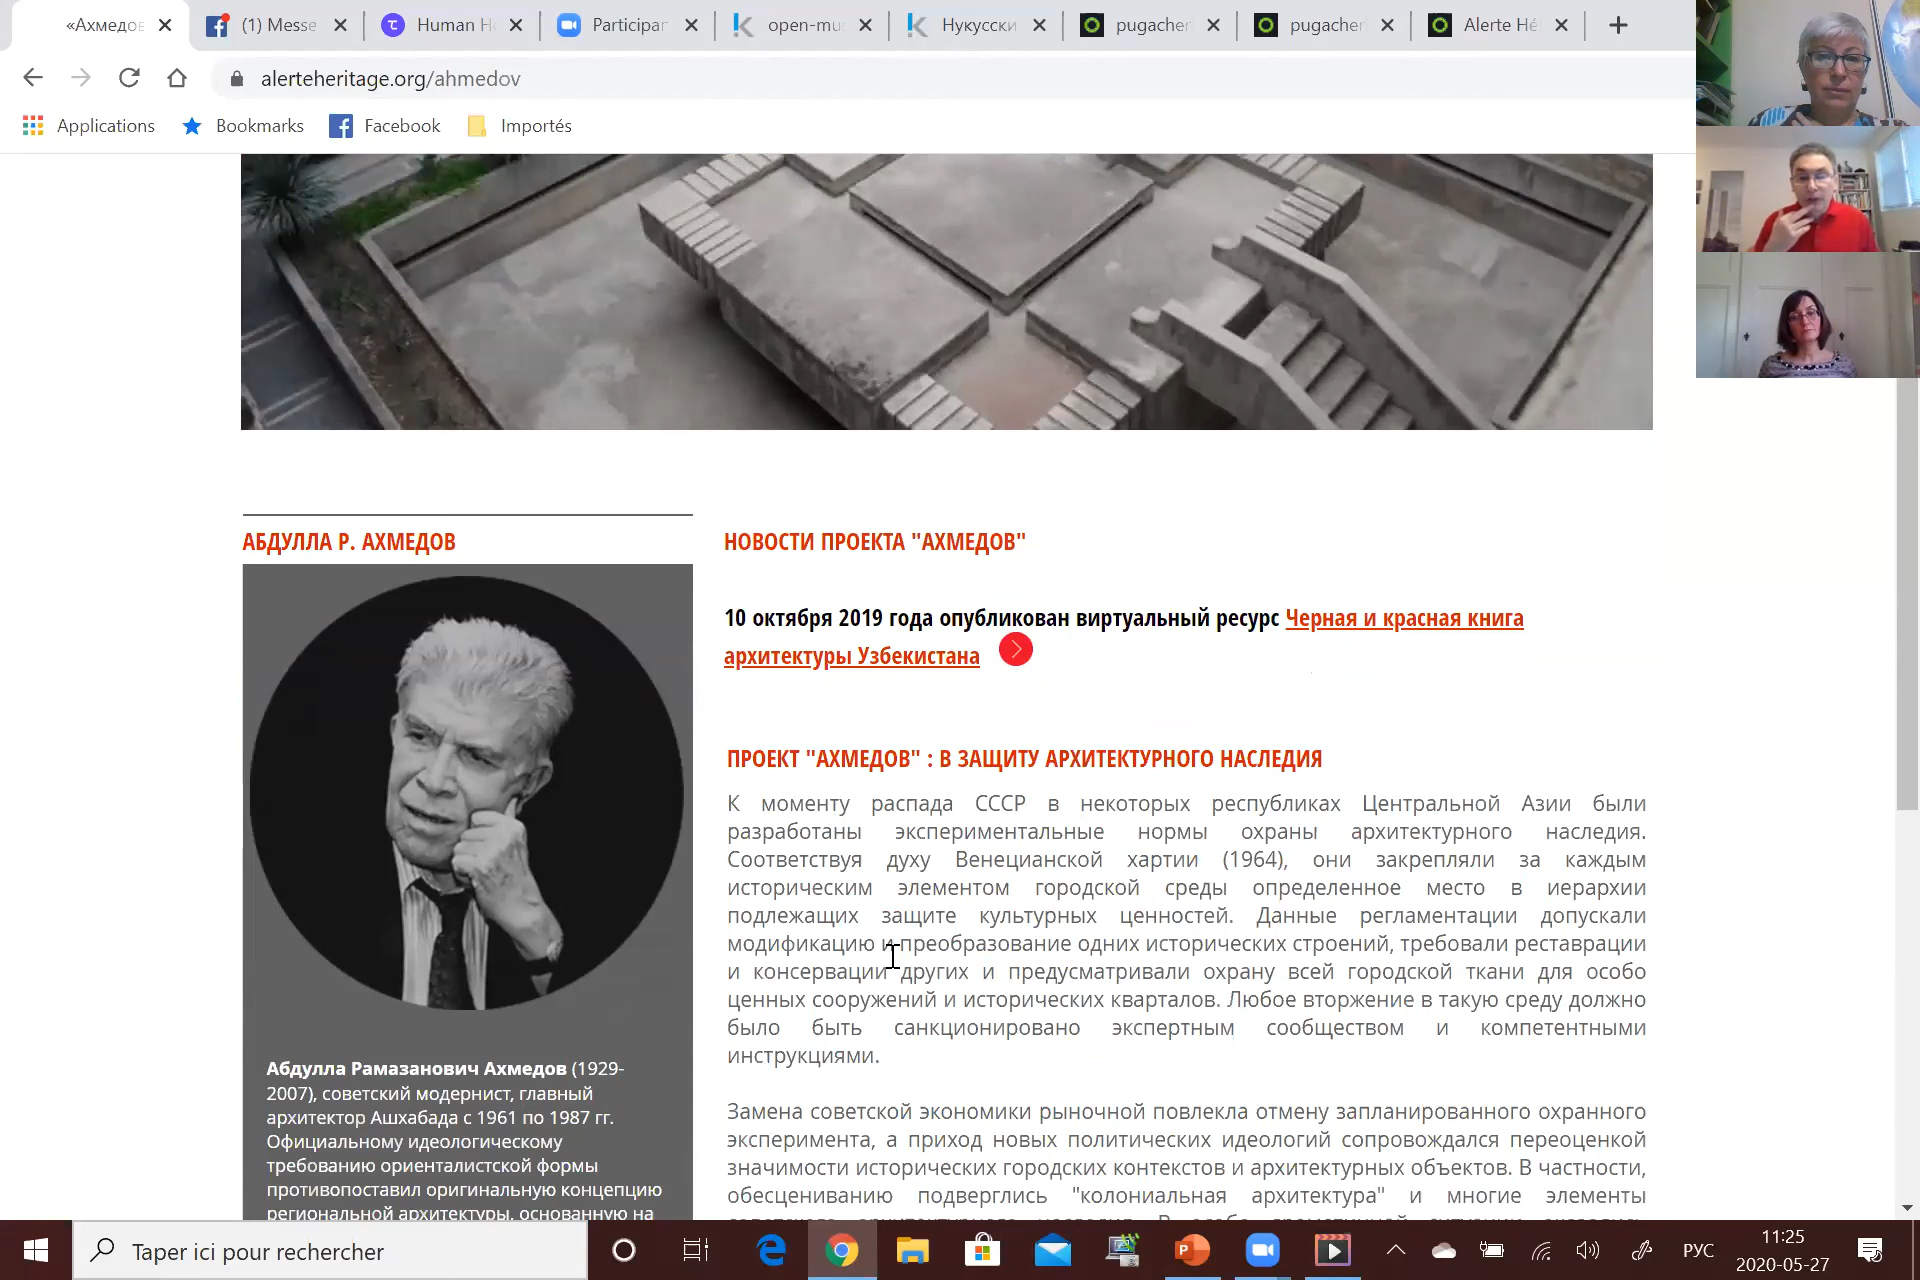 «Ахмедов
(1) Messe
Human H
Participar
open-mu
Нукусски
pugacher
pugacher
Alerte Hé
alerteheritage.org/ahmedov
Applications
Bookmarks
Facebook
Importés
АБДУЛЛА Р. АХМЕДОВ
Абдулла Рамазанович Ахмедов (1929-
2007), советский модернист, главный
архитектор Ашхабада с 1961 по 1987 гг.
Официальному идеологическому
требованию ориенталистской формы
противопоставил оригинальную концепцию
региональной архитектуры, основанную на
НОВОСТИ ПРОЕКТА "АХМЕДОВ"
10 октября 2019 года опубликован виртуальный ресурс Черная и красная книга
архитектуры Узбекистана
ПРОЕКТ "АХМЕДОВ" : В ЗАЩИТУ АРХИТЕКТУРНОГО НАСЛЕДИЯ
К моменту распада СССР в некоторых республиках Центральной Азии были
разработаны экспериментальные нормы охраны архитектурного наследия.
Соответствуя духу Венецианской хартии (1964), они закрепляли за каждым
историческим элементом городской среды определенное место в иерархии
подлежащих защите культурных ценностей. Данные регламентации допускали
модификацию и преобразование одних исторических строений, требовали реставрации
и консервации других и предусматривали охрану всей городской ткани для особо
ценных сооружений и исторических кварталов. Любое вторжение в такую среду должно
было быть санкционировано экспертным сообществом и компетентными
инструкциями.
Замена советской экономики рыночной повлекла отмену запланированного охранного
эксперимента, а приход новых политических идеологий сопровождался переоценкой
значимости исторических городских контекстов и архитектурных объектов. В частности,
обесцениванию подверглись "колониальная архитектура" и многие элементы
Taper ici pour rechercher
РУС
11:25
2020-05-27